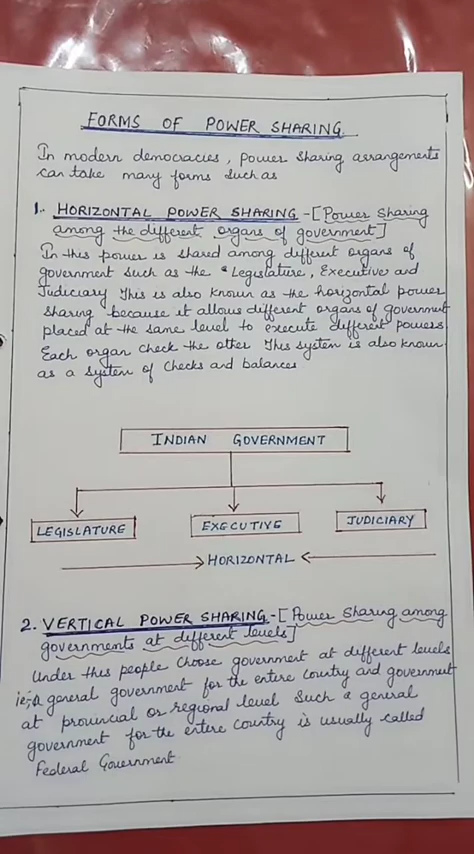 FORMS OF POWER SHARING
In modern democracies, power sharing arrangements
can take many forms such as
1. HORIZONTAL POWER SHARING -[Power sharing
among the different organs of government]
In this power is shared among different organs of
government such as the "Legislature, Executive and
Judiciary This is also known as the horizontal power
sharing because it allows different organs of government
placed at the same level to execute different powers.
Each organ check the other This system is also known
as a system of checks and balances
INDIAN GOVERNMENT
LEGISLATURE EXECUTIVE JUDICIARY
HORIZONTAL
2. VERTICAL POWER SHARING -[Power sharing among
governments at different levels]
Under this people choose government at different levels
ie; a general government for the entire country and government
at provincial or regional level Such a general
government for the entire country is usually called
Federal Government